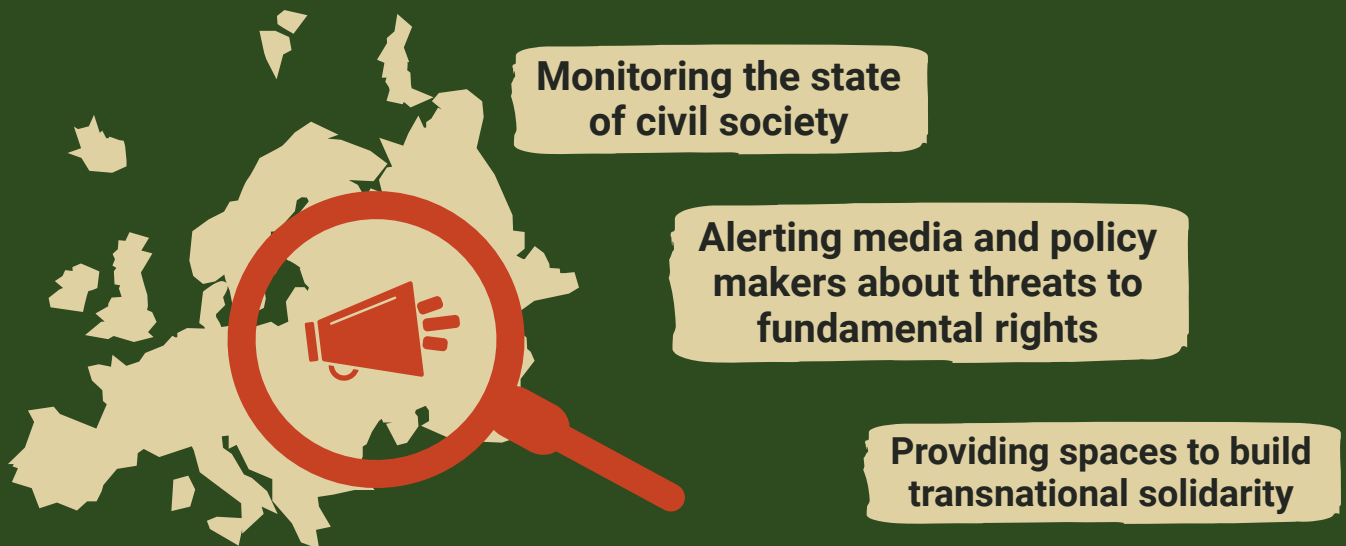 Monitoring the state
of civil society
Alerting media and policy
makers about threats to
fundamental rights
Providing spaces to build
transnational solidarity